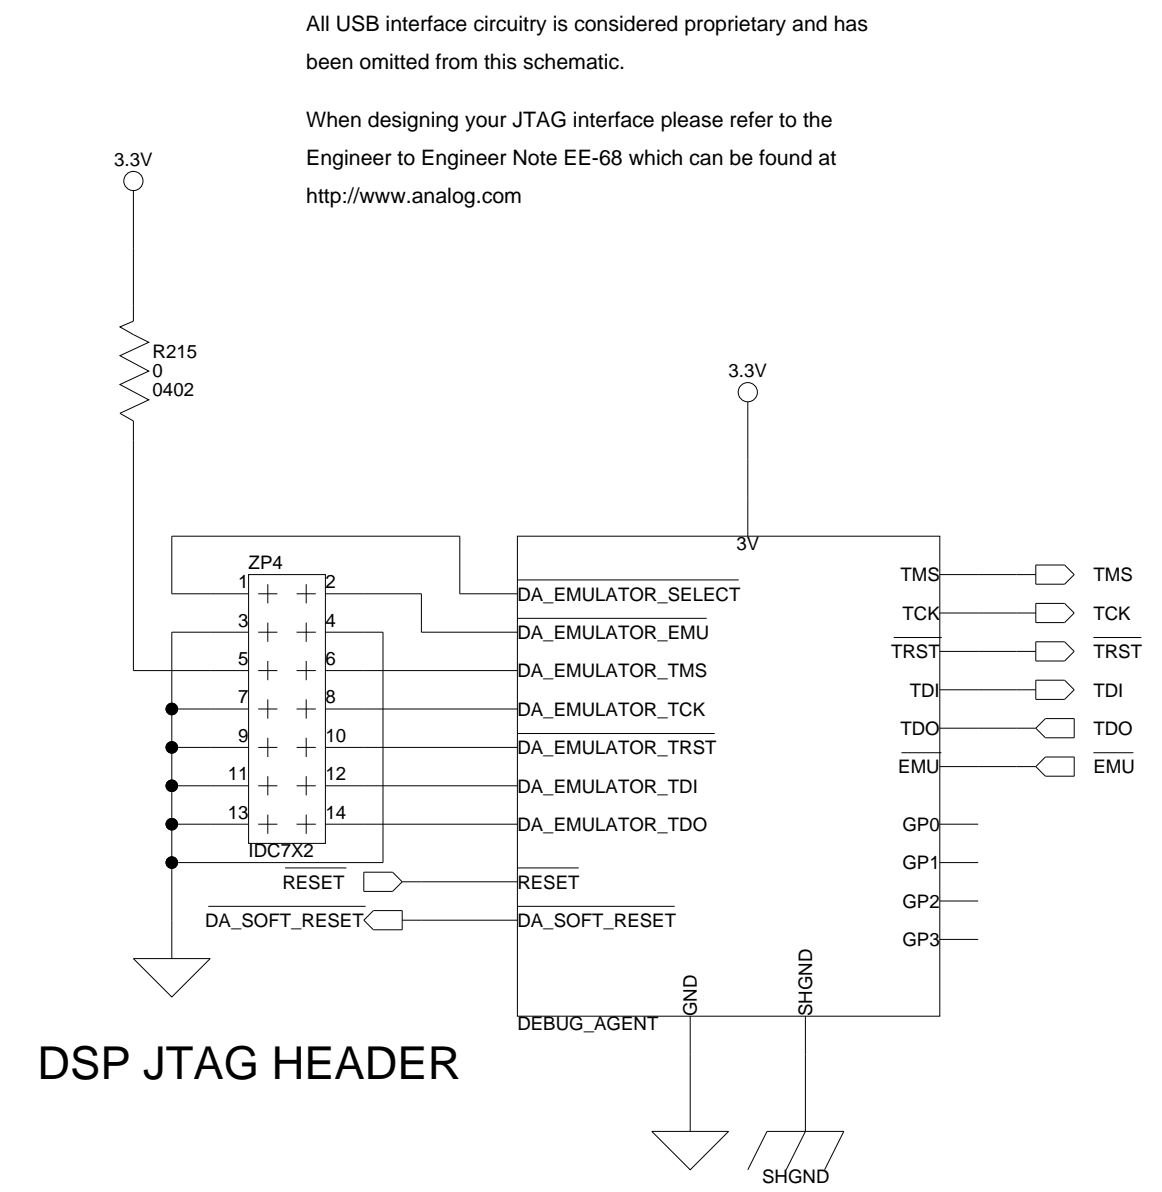 All USB interface circuitry is considered proprietary and has
been omitted from this schematic.
When designing your JTAG interface please refer to the
Engineer to Engineer Note EE-68 which can be found at
http://www.analog.com
3.3V
R215
0
0402
3.3V
3V
ZP4
1 2
3 4
5 6
7 8
9 10
11 12
13 14
IDC7X2
DA_EMULATOR_SELECT
DA_EMULATOR_EMU
DA_EMULATOR_TMS
DA_EMULATOR_TCK
DA_EMULATOR_TRST
DA_EMULATOR_TDI
DA_EMULATOR_TDO
RESET RESET
DA_SOFT_RESET DA_SOFT_RESET
TMS TMS
TCK TCK
TRST TRST
TDI TDI
TDO TDO
EMU EMU
GP0
GP1
GP2
GP3
GND
SHGND
DEBUG_AGENT
DSP JTAG HEADER
SHGND